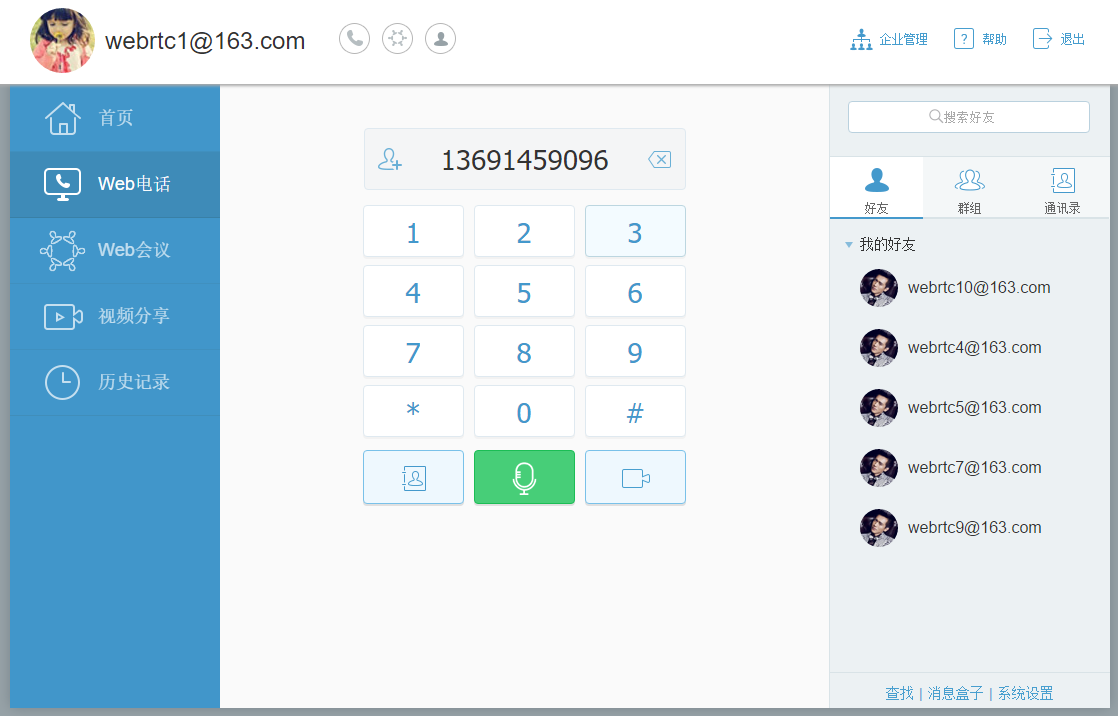 webrtc1@163.com
企业管理
? 帮助
退出
首页
Web电话
Web会议
视频分享
历史记录
13691459096
1 2 3
4 5 6
7 8 9
* 0 #
搜索好友
好友 群组 通讯录
我的好友
webrtc10@163.com
webrtc4@163.com
webrtc5@163.com
webrtc7@163.com
webrtc9@163.com
查找 | 消息盒子 | 系统设置